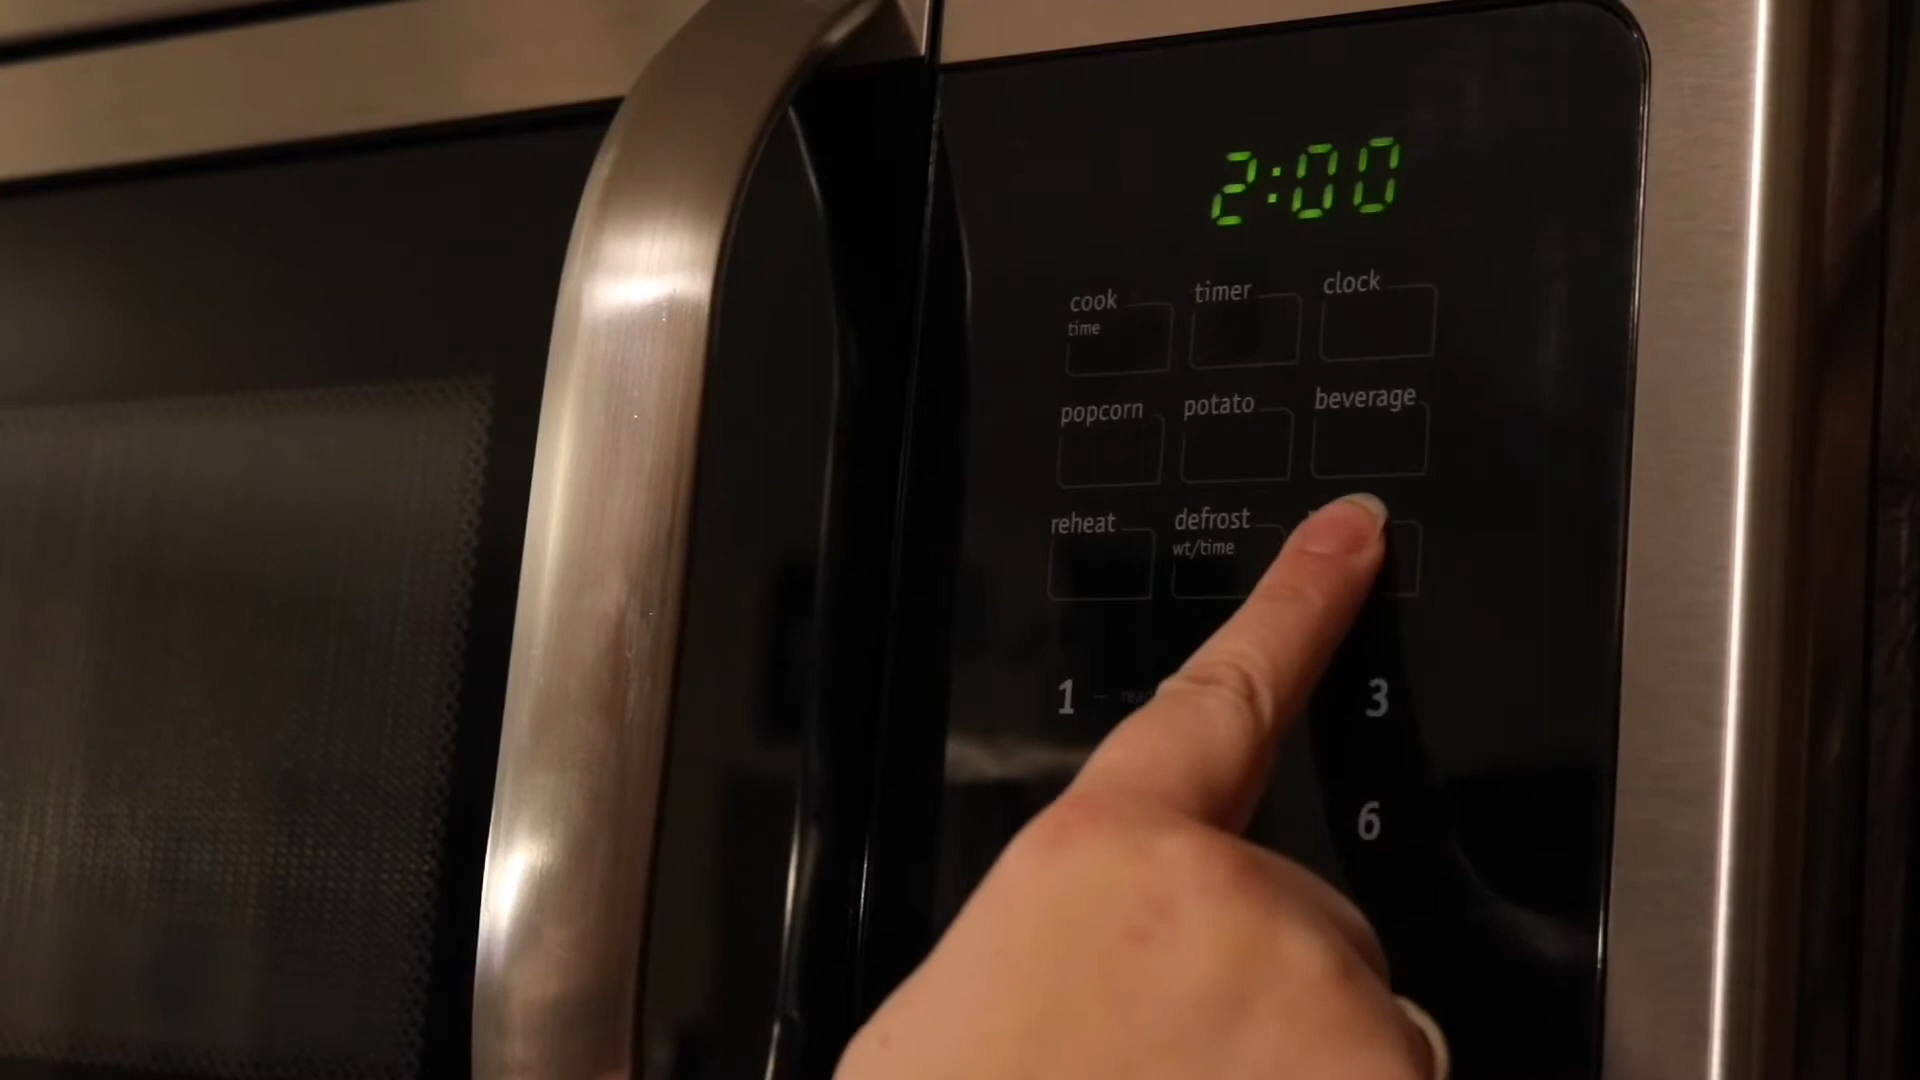 2:00
cook timer clock
time
popcorn potato beverage
reheat defrost
wt/time
1 3
6